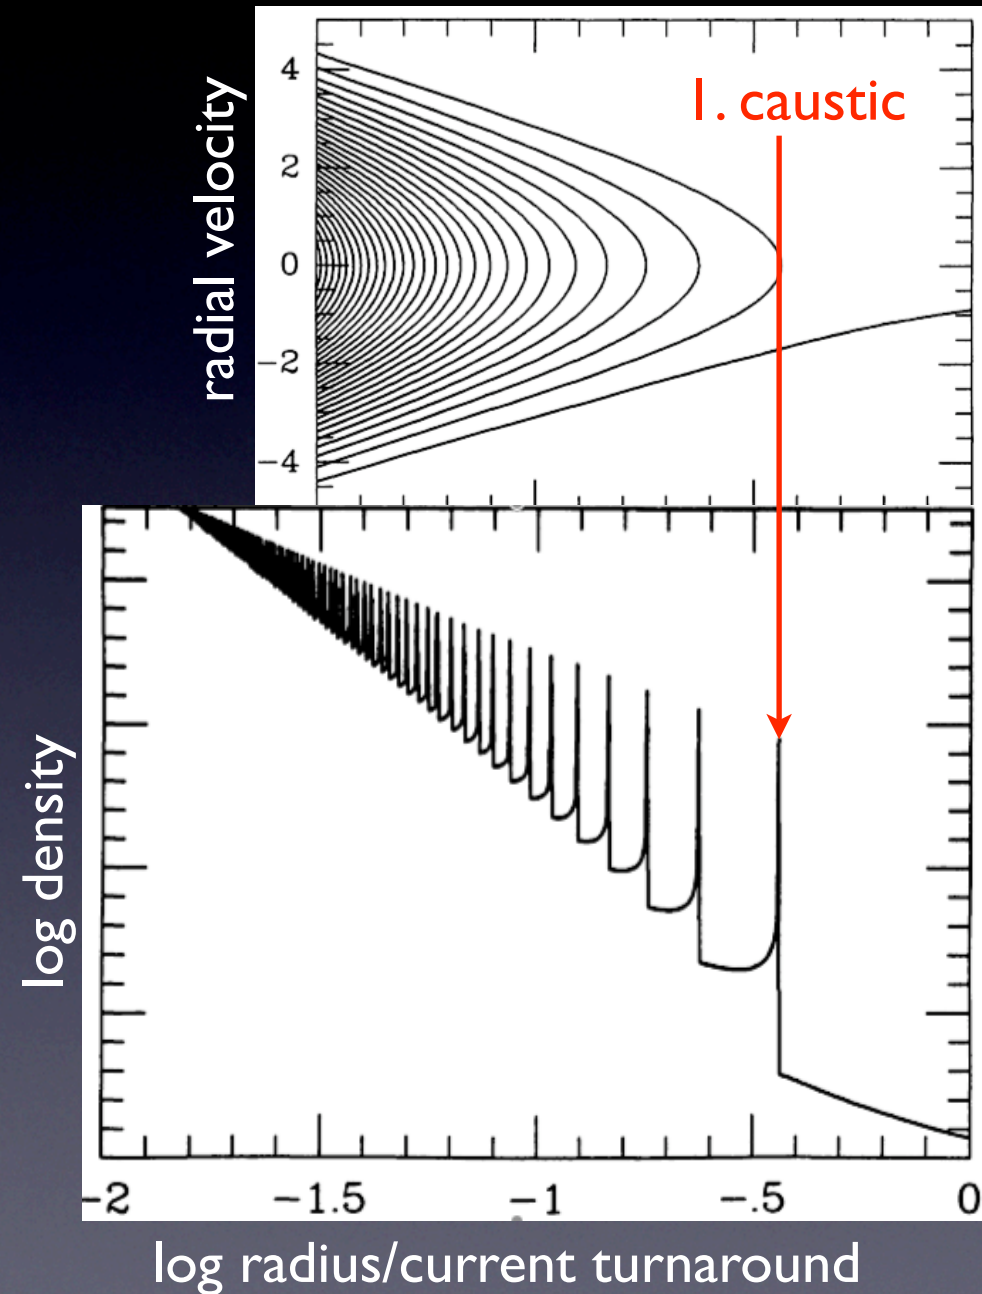 radial velocity
4
2
0
−2
−4
1. caustic
log density
−2
−1.5
−1
−.5
0
log radius/current turnaround